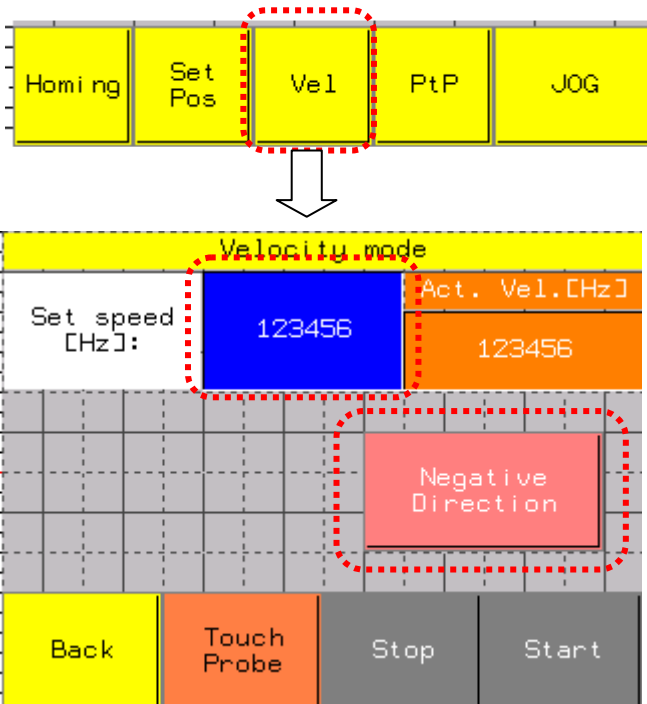 Homing
Set
Pos
Vel
PtP
JOG
Velocity mode
Set speed
[Hz]:
123456
Act. Vel.[Hz]
123456
Negative
Direction
Back
Touch
Probe
Stop
Start